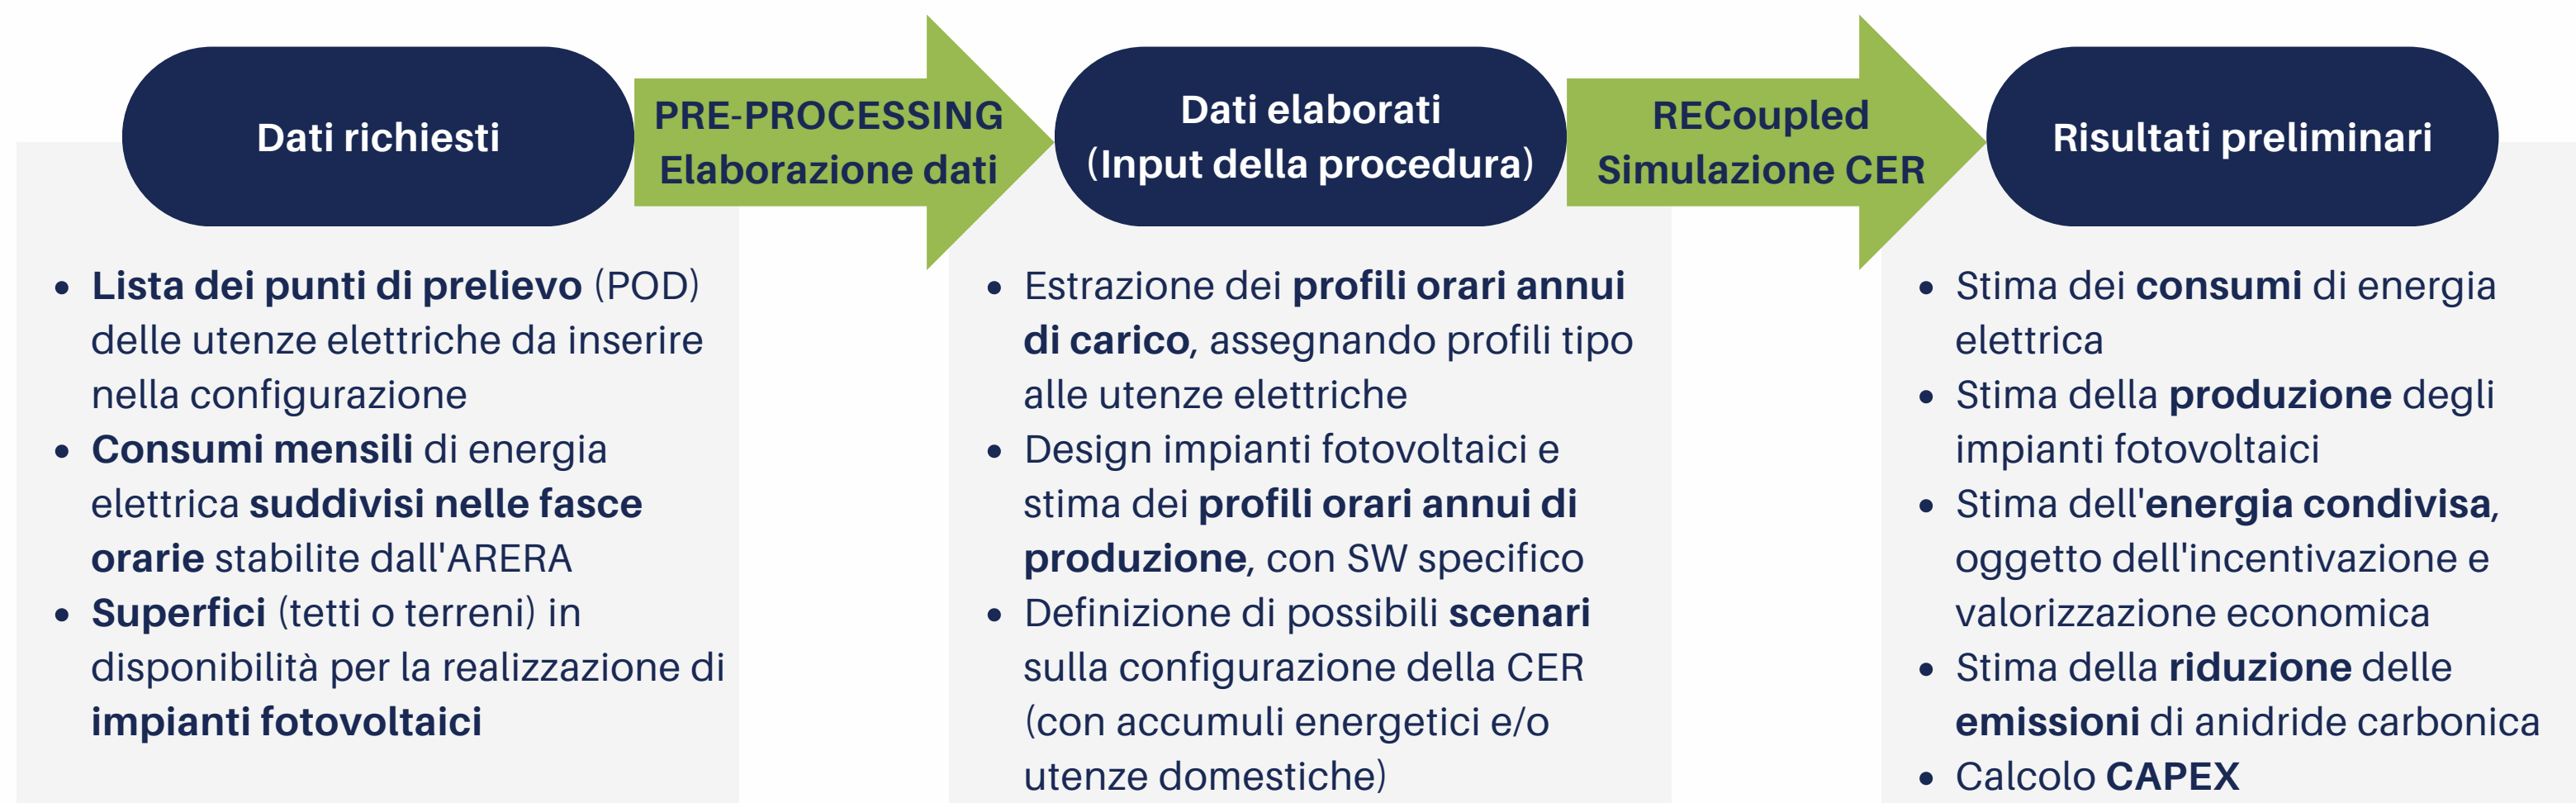 Dati richiesti
PRE-PROCESSING
Elaborazione dati
Dati elaborati
(Input della procedura)
RECoupled
Simulazione CER
Risultati preliminari
• Lista dei punti di prelievo (POD)
delle utenze elettriche da inserire
nella configurazione
• Consumi mensili di energia
elettrica suddivisi nelle fasce
orarie stabilite dall'ARERA
• Superfici (tetti o terreni) in
disponibilità per la realizzazione di
impianti fotovoltaici
• Estrazione dei profili orari annui
di carico, assegnando profili tipo
alle utenze elettriche
• Design impianti fotovoltaici e
stima dei profili orari annui di
produzione, con SW specifico
• Definizione di possibili scenari
sulla configurazione della CER
(con accumuli energetici e/o
utenze domestiche)
• Stima dei consumi di energia
elettrica
• Stima della produzione degli
impianti fotovoltaici
• Stima dell'energia condivisa,
oggetto dell'incentivazione e
valorizzazione economica
• Stima della riduzione delle
emissioni di anidride carbonica
• Calcolo CAPEX